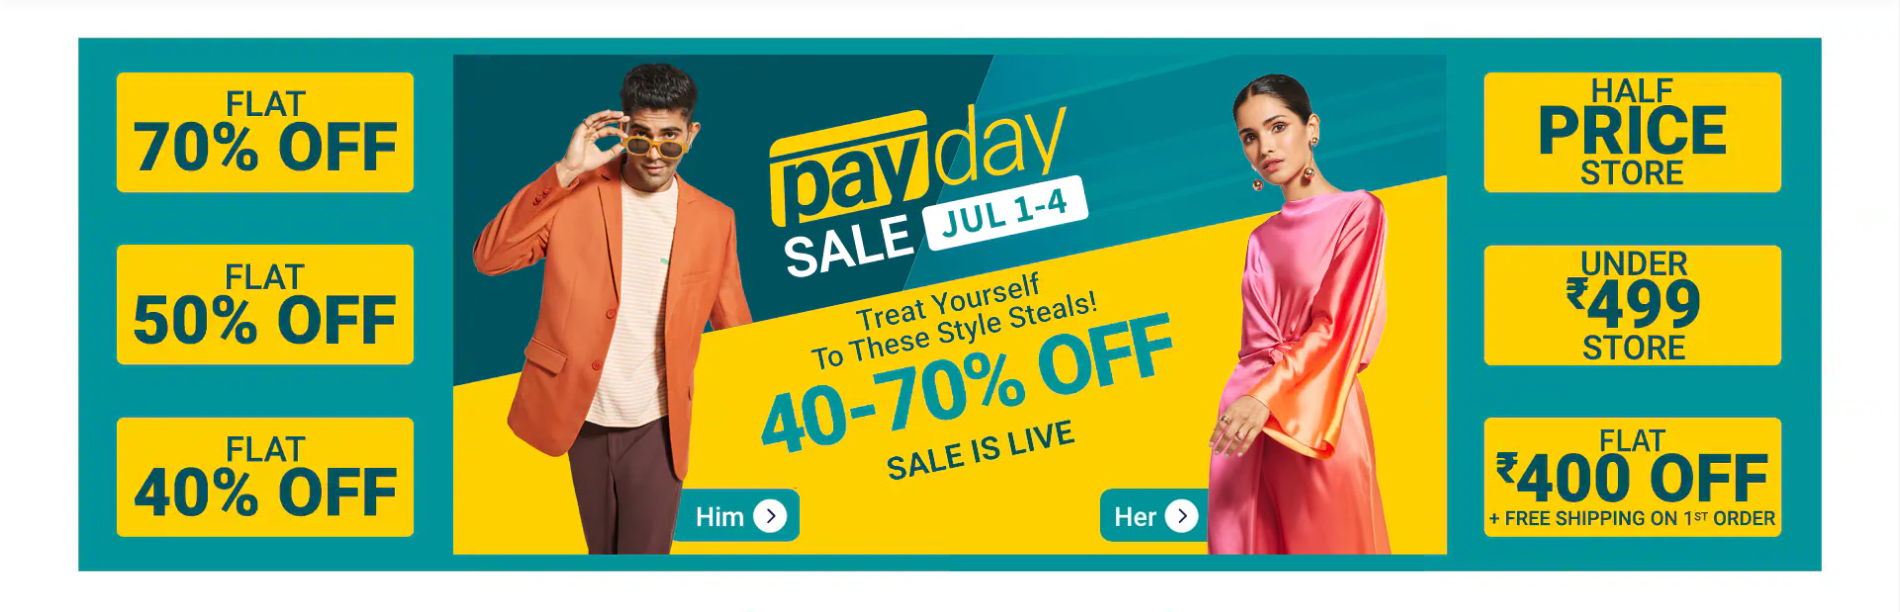 FLAT
70% OFF
FLAT
50% OFF
FLAT
40% OFF
payday
SALE JUL 1-4
Treat Yourself
To These Style Steals!
40-70% OFF
SALE IS LIVE
Him
Her
HALF
PRICE
STORE
UNDER
₹499
STORE
FLAT
₹400 OFF
+ FREE SHIPPING ON 1ST ORDER